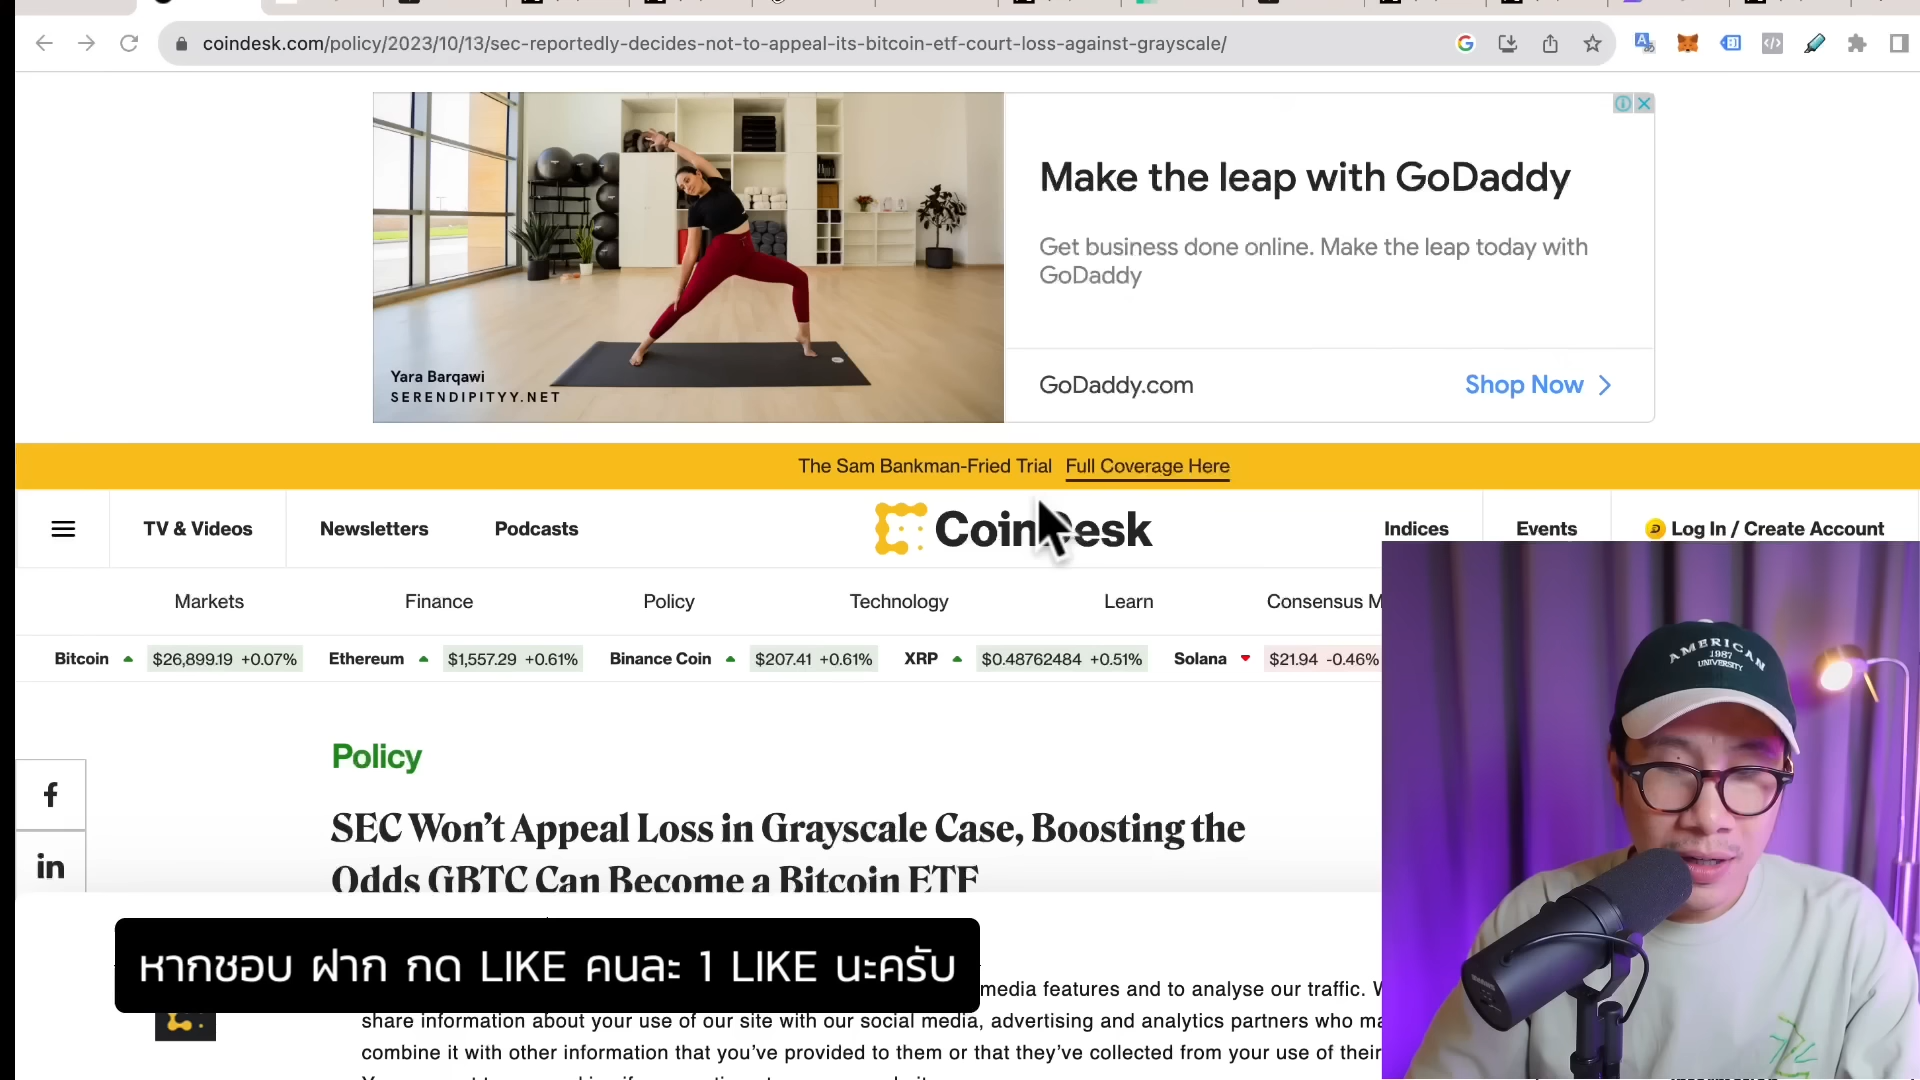 coindesk.com/policy/2023/10/13/sec-reportedly-decides-not-to-appeal-its-bitcoin-etf-court-loss-against-grayscale/
Make the leap with GoDaddy
Get business done online. Make the leap today with
GoDaddy
Yara Barqawi
SERENDIPITYY.NET
GoDaddy.com
Shop Now
The Sam Bankman-Fried Trial Full Coverage Here
TV & Videos
Newsletters
Podcasts
CoinDesk
Indices
Events
Log In / Create Account
Markets
Finance
Policy
Technology
Learn
Consensus M
Bitcoin $26,899.19 +0.07%
Ethereum $1,557.29 +0.61%
Binance Coin $207.41 +0.61%
XRP $0.48762484 +0.51%
Solana $21.94 -0.46%
AMERICAN
1987
UNIVERSITY
Policy
SEC Won't Appeal Loss in Grayscale Case, Boosting the
Odds GBTC Can Become a Bitcoin ETF
หากชอบ ฝาก กด LIKE คนละ 1 LIKE นะครับ
media features and to analyse our traffic. W
share information about your use of our site with our social media, advertising and analytics partners who ma
combine it with other information that you've provided to them or that they've collected from your use of their